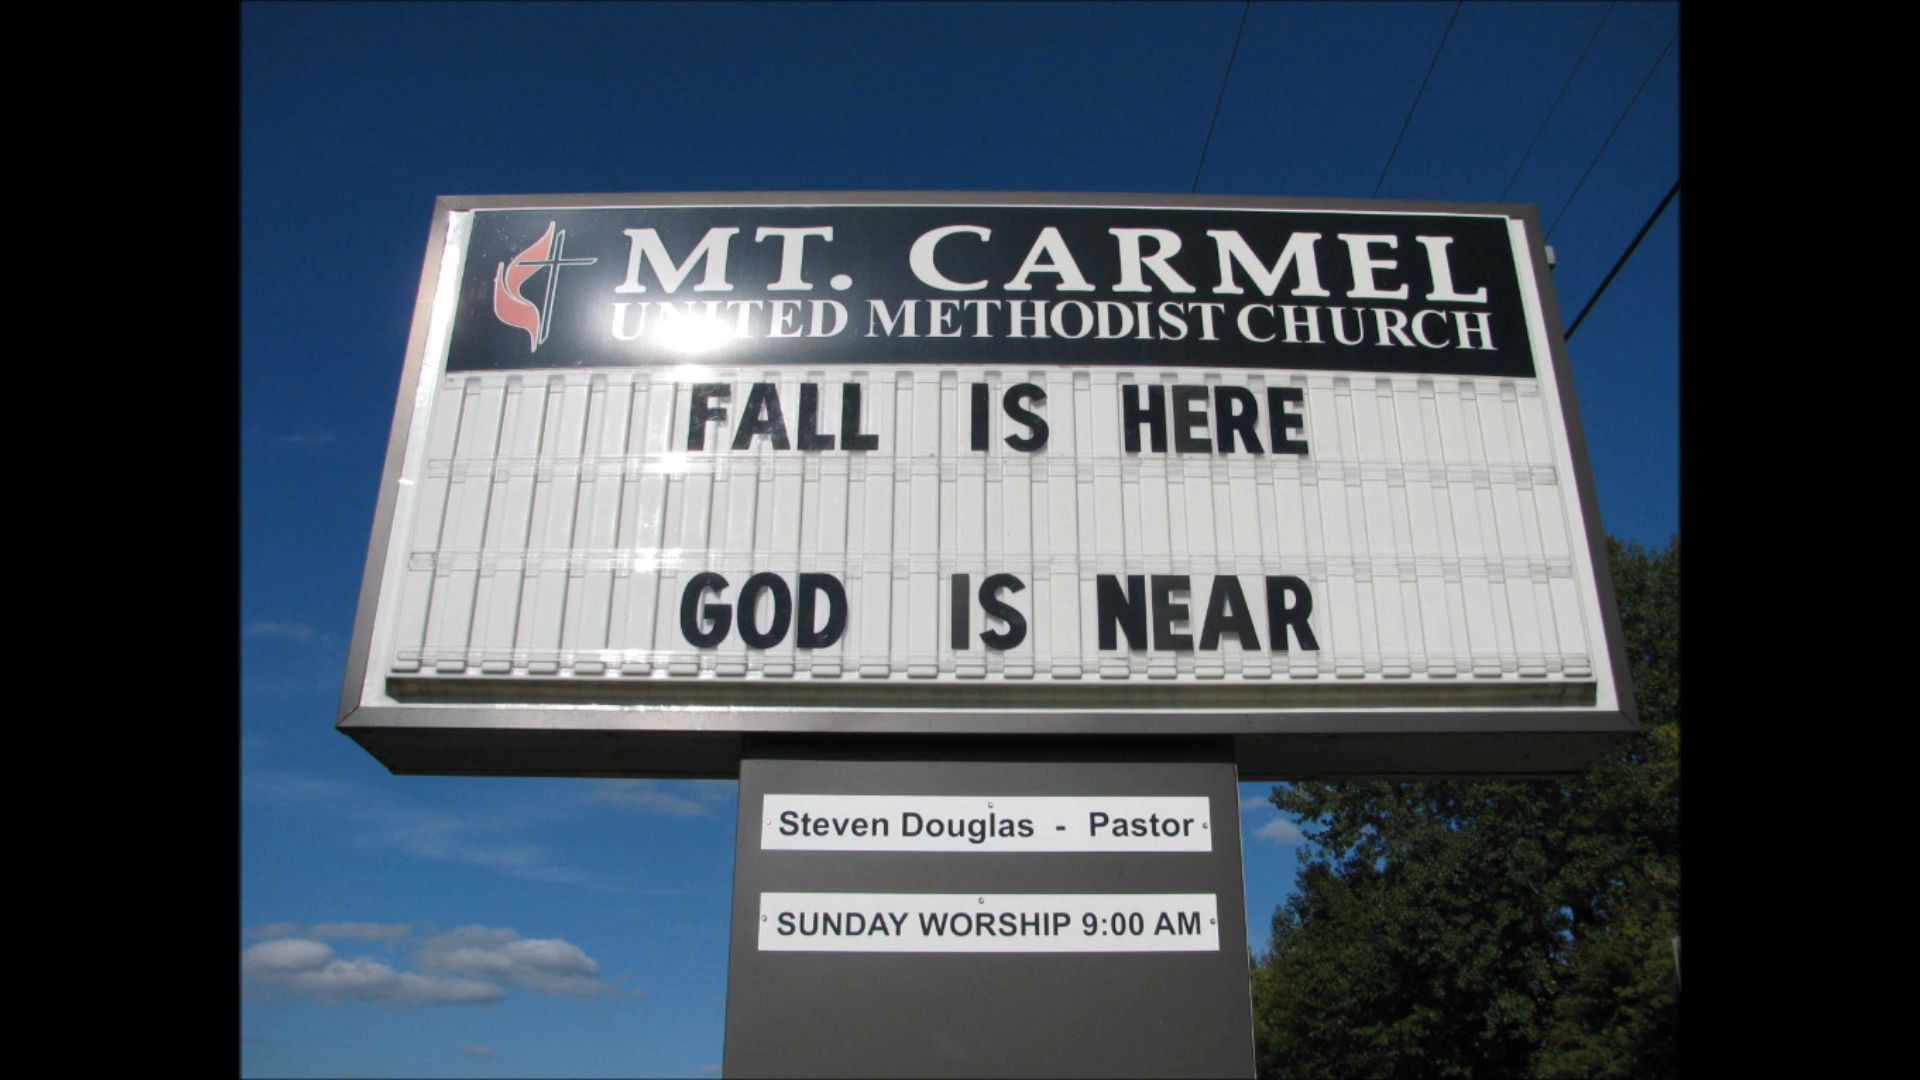 MT. CARMEL
UNITED METHODIST CHURCH
FALL IS HERE
GOD IS NEAR
Steven Douglas - Pastor
SUNDAY WORSHIP 9:00 AM